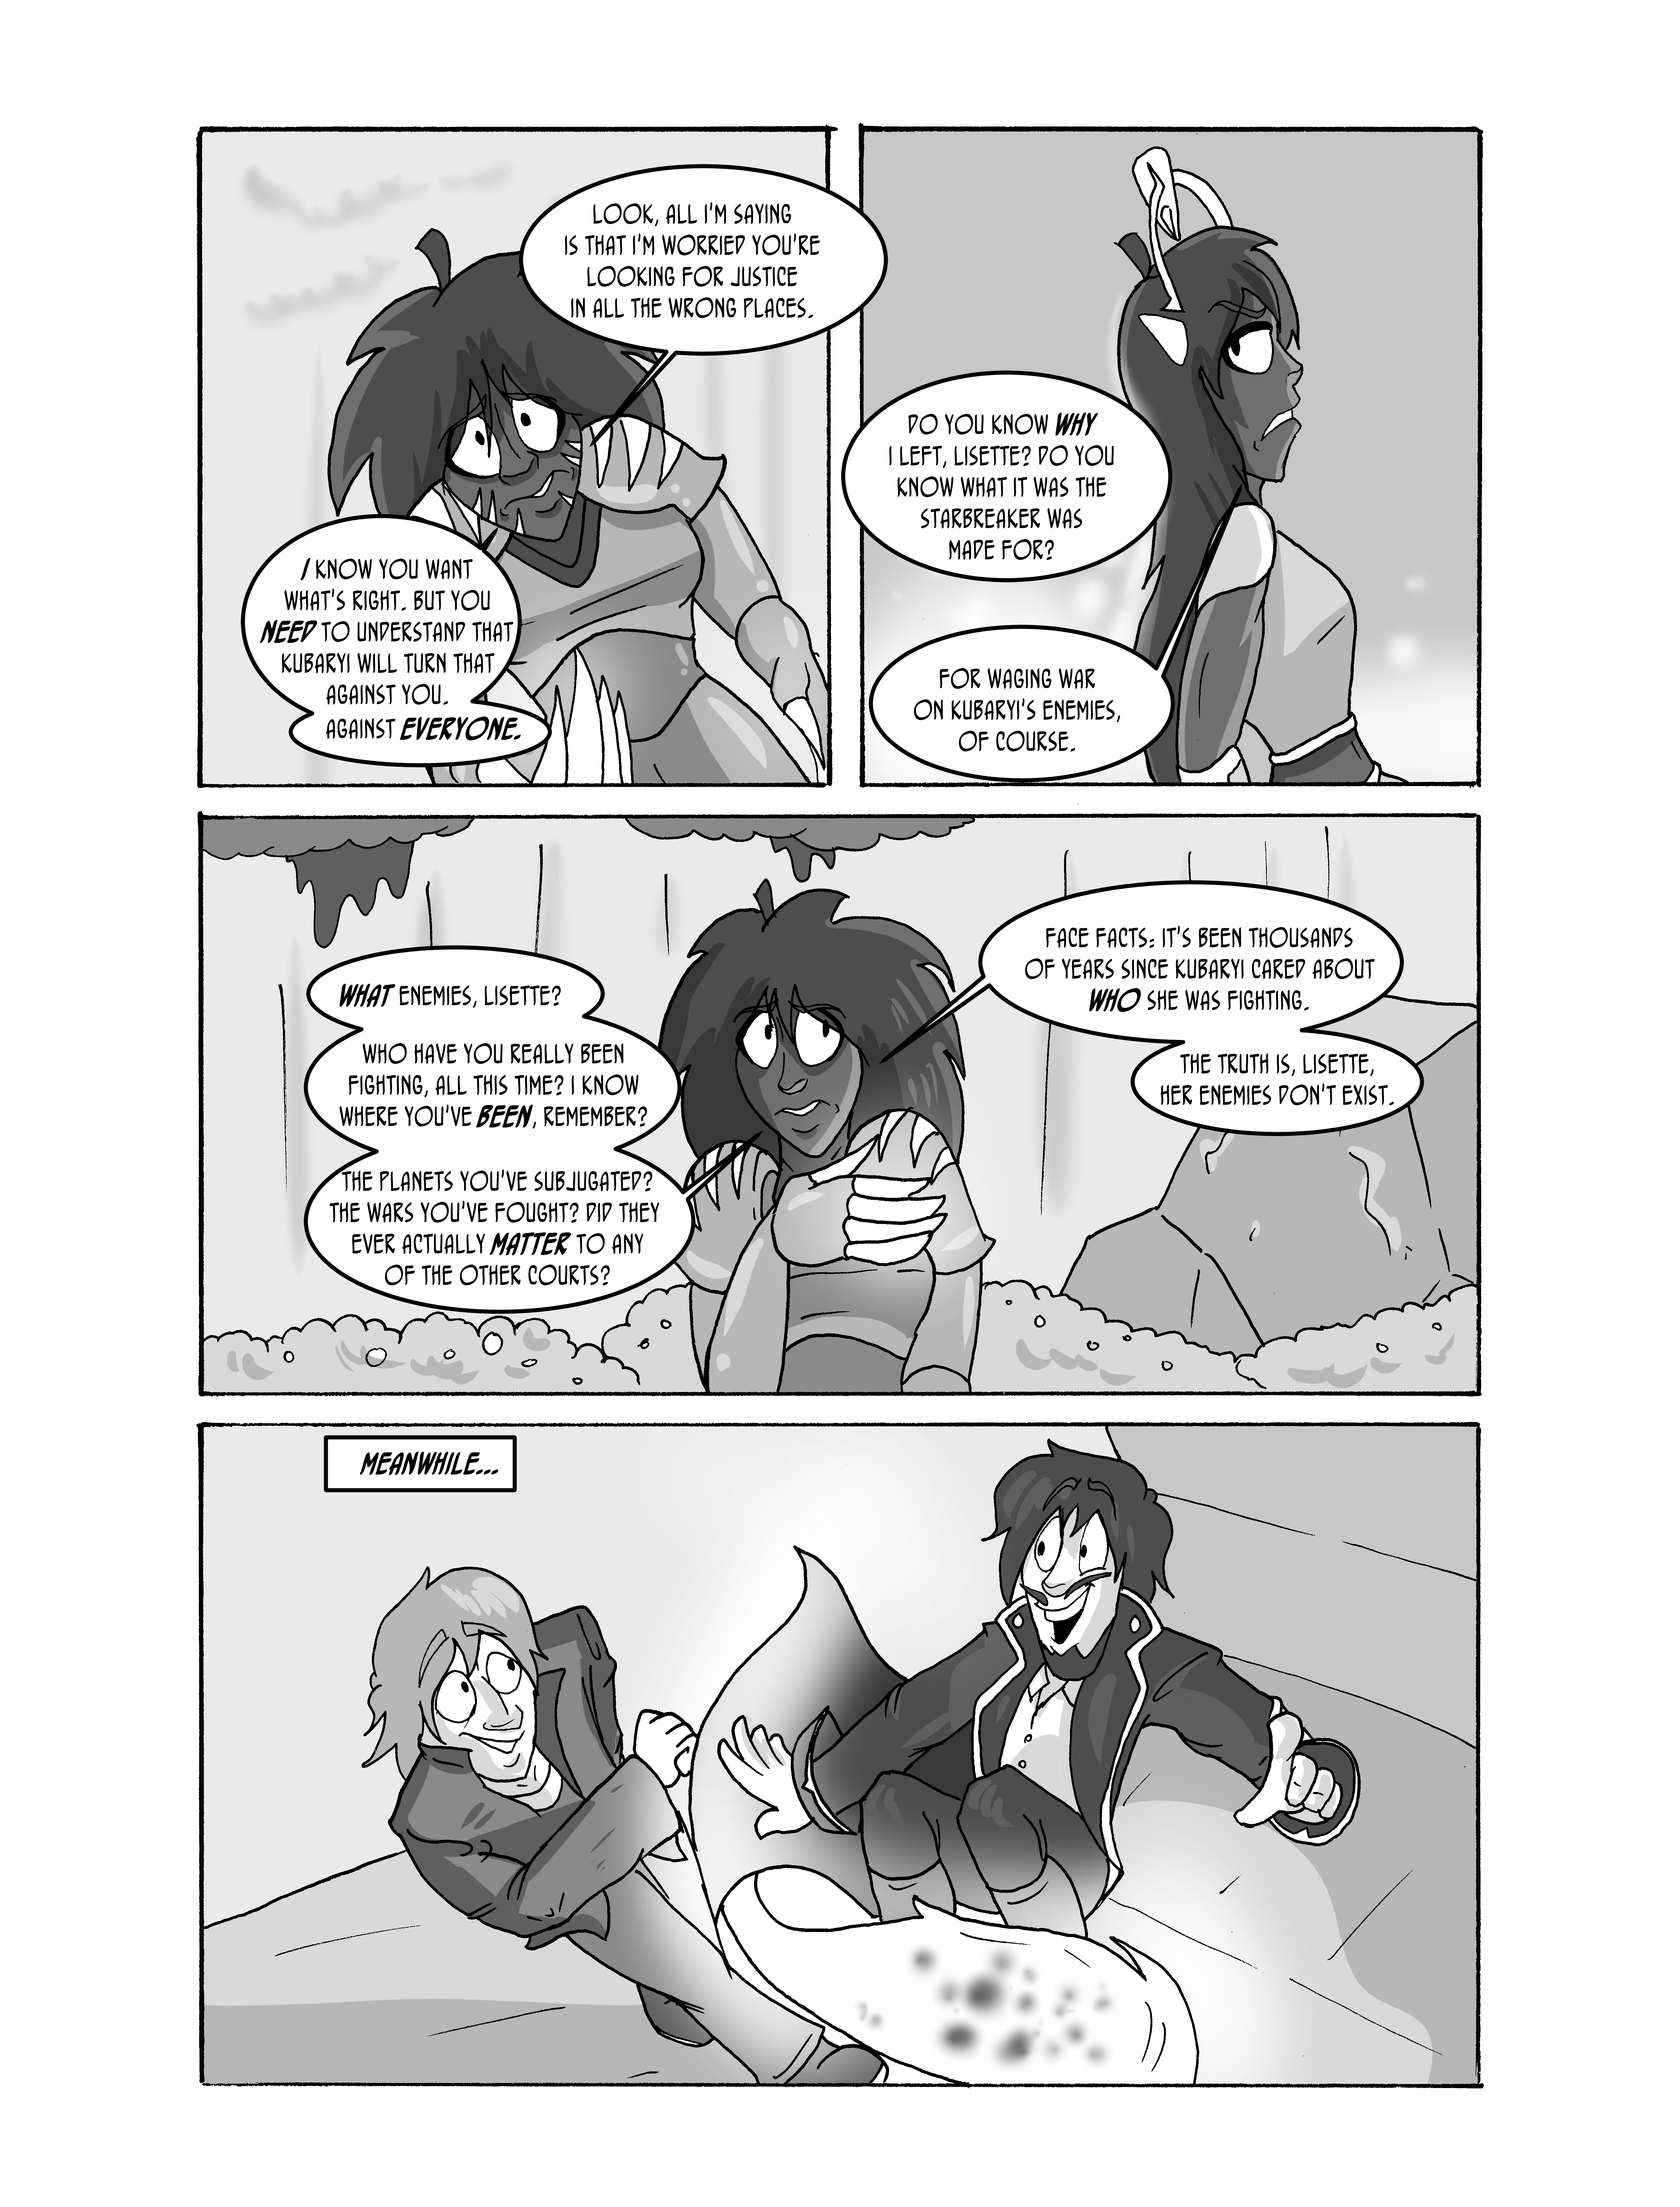 LOOK, ALL I'M SAYING
IS THAT I'M WORRIED YOU'RE
LOOKING FOR JUSTICE
IN ALL THE WRONG PLACES.
I KNOW YOU WANT
WHAT'S RIGHT. BUT YOU
NEED TO UNDERSTAND THAT
KUBARYI WILL TURN THAT
AGAINST YOU.
AGAINST EVERYONE.
DO YOU KNOW WHY
I LEFT, LISETTE? DO YOU
KNOW WHAT IT WAS THE
STARBREAKER WAS
MADE FOR?
FOR WAGING WAR
ON KUBARYI'S ENEMIES,
OF COURSE.
WHAT ENEMIES, LISETTE?
WHO HAVE YOU REALLY BEEN
FIGHTING, ALL THIS TIME? I KNOW
WHERE YOU'VE BEEN, REMEMBER?
THE PLANETS YOU'VE SUBJUGATED?
THE WARS YOU'VE FOUGHT? DID THEY
EVER ACTUALLY MATTER TO ANY
OF THE OTHER COURTS?
FACE FACTS: IT'S BEEN THOUSANDS
OF YEARS SINCE KUBARYI CARED ABOUT
WHO SHE WAS FIGHTING.
THE TRUTH IS, LISETTE,
HER ENEMIES DON'T EXIST.
MEANWHILE...